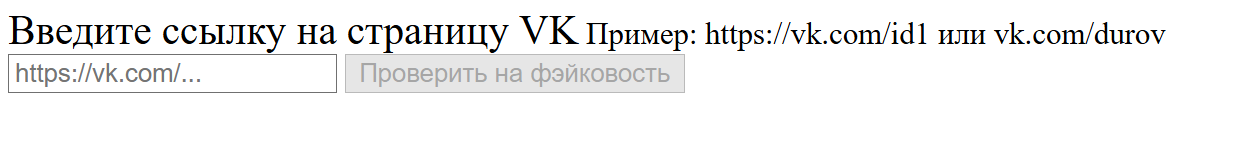 Введите ссылку на страницу VK Пример: https://vk.com/id1 или vk.com/durov
https://vk.com/... Проверить на фэйковость